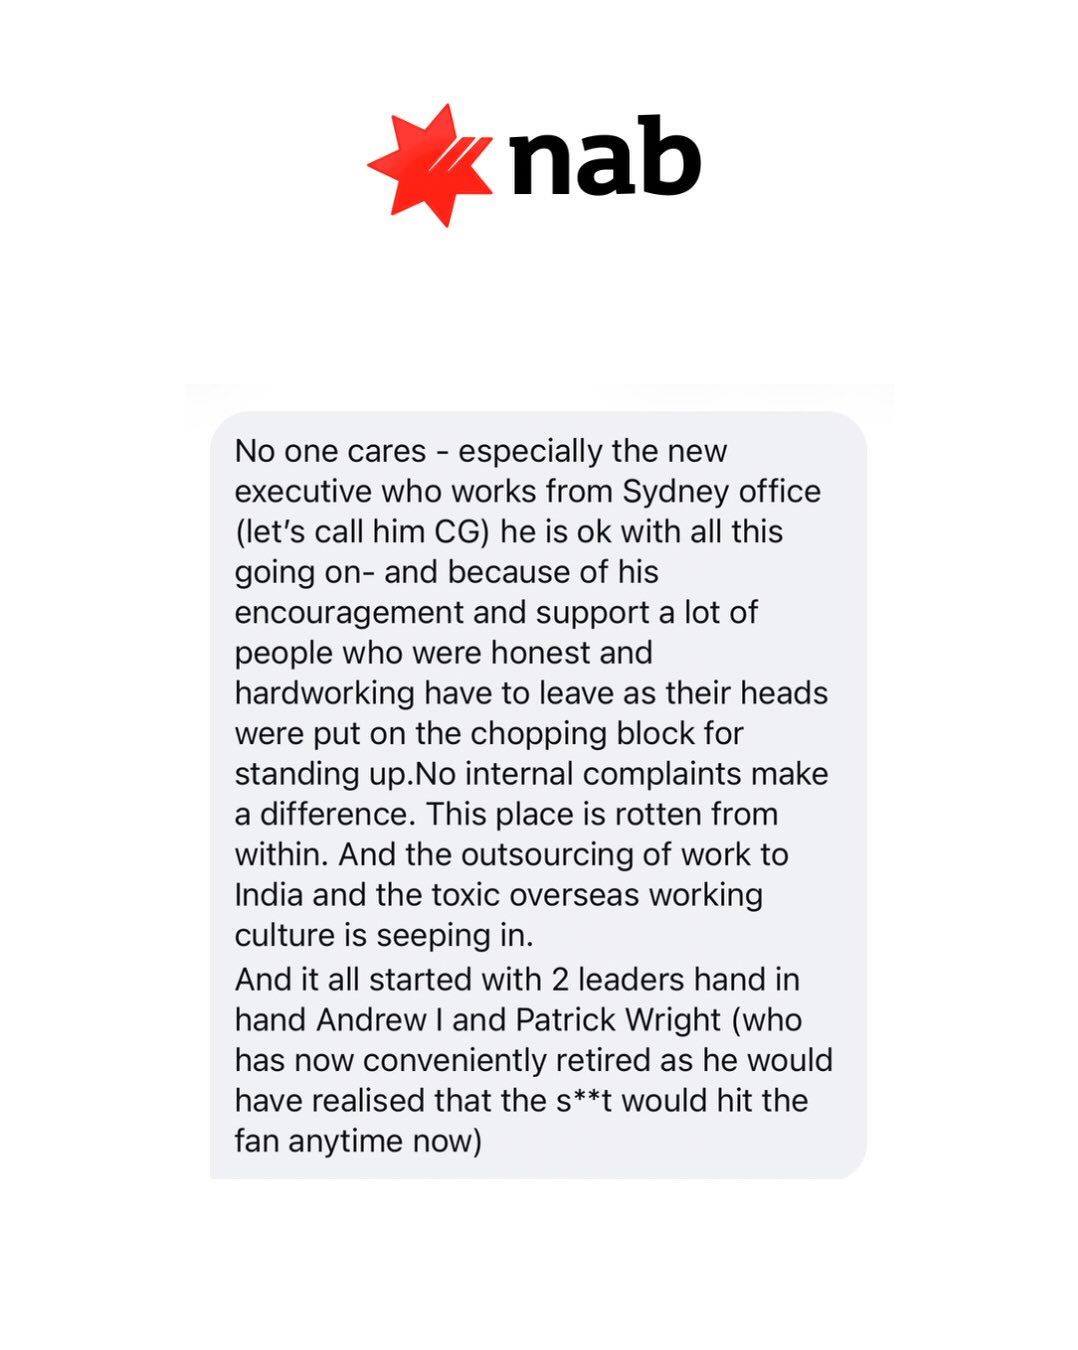 nab
No one cares - especially the new
executive who works from Sydney office
(let’s call him CG) he is ok with all this
going on- and because of his
encouragement and support a lot of
people who were honest and
hardworking have to leave as their heads
were put on the chopping block for
standing up.No internal complaints make
a difference. This place is rotten from
within. And the outsourcing of work to
India and the toxic overseas working
culture is seeping in.
And it all started with 2 leaders hand in
hand Andrew I and Patrick Wright (who
has now conveniently retired as he would
have realised that the s**t would hit the
fan anytime now)